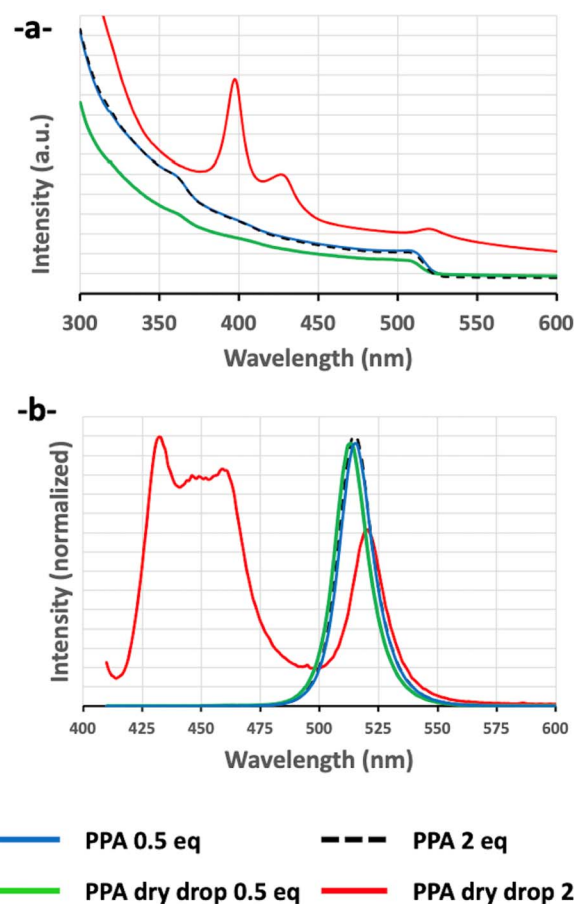 -a-
Intensity (a.u.)
300 350 400 450 500 550 600
Wavelength (nm)
-b-
Intensity (normalized)
400 425 450 475 500 525 550 575 600
Wavelength (nm)
PPA 0.5 eq PPA 2 eq
PPA dry drop 0.5 eq PPA dry drop 2